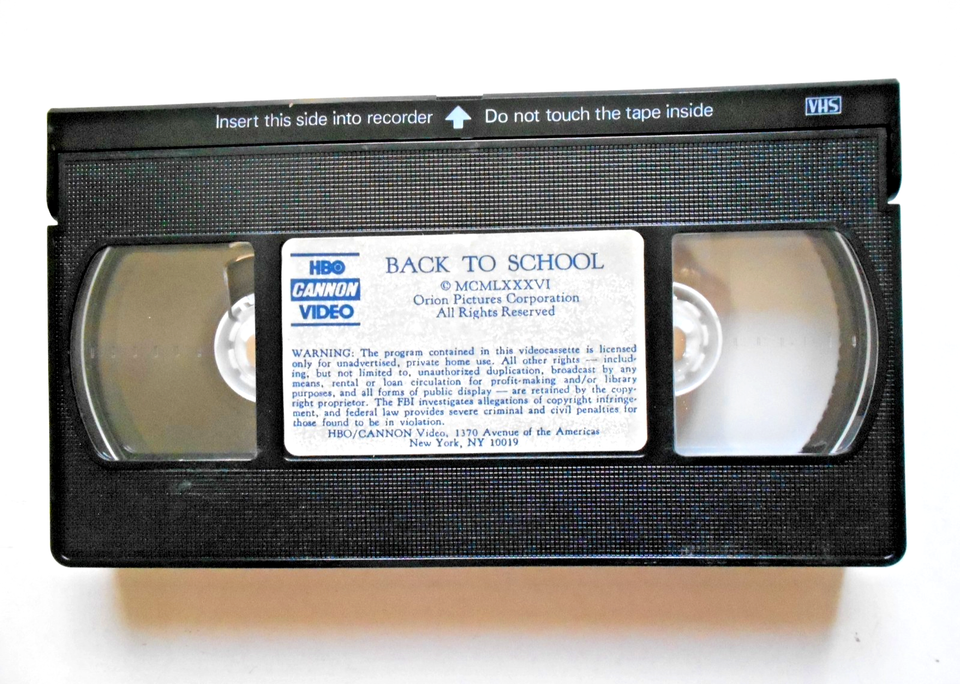 Insert this side into recorder Do not touch the tape inside VHS
HBO
CANNON
VIDEO
BACK TO SCHOOL
© MCMLXXXVI
Orion Pictures Corporation
All Rights Reserved
WARNING: The program contained in this videocassette is licensed
only for unadvertised, private home use. All other rights — includ-
ing, but not limited to, unauthorized duplication, broadcast by any
means, rental or loan circulation for profit-making and/or library
purposes, and all forms of public display — are retained by the copy-
right proprietor. The FBI investigates allegations of copyright infringe-
ment, and federal law provides severe criminal and civil penalties for
those found to be in violation.
HBO/CANNON Video, 1370 Avenue of the Americas
New York, NY 10019